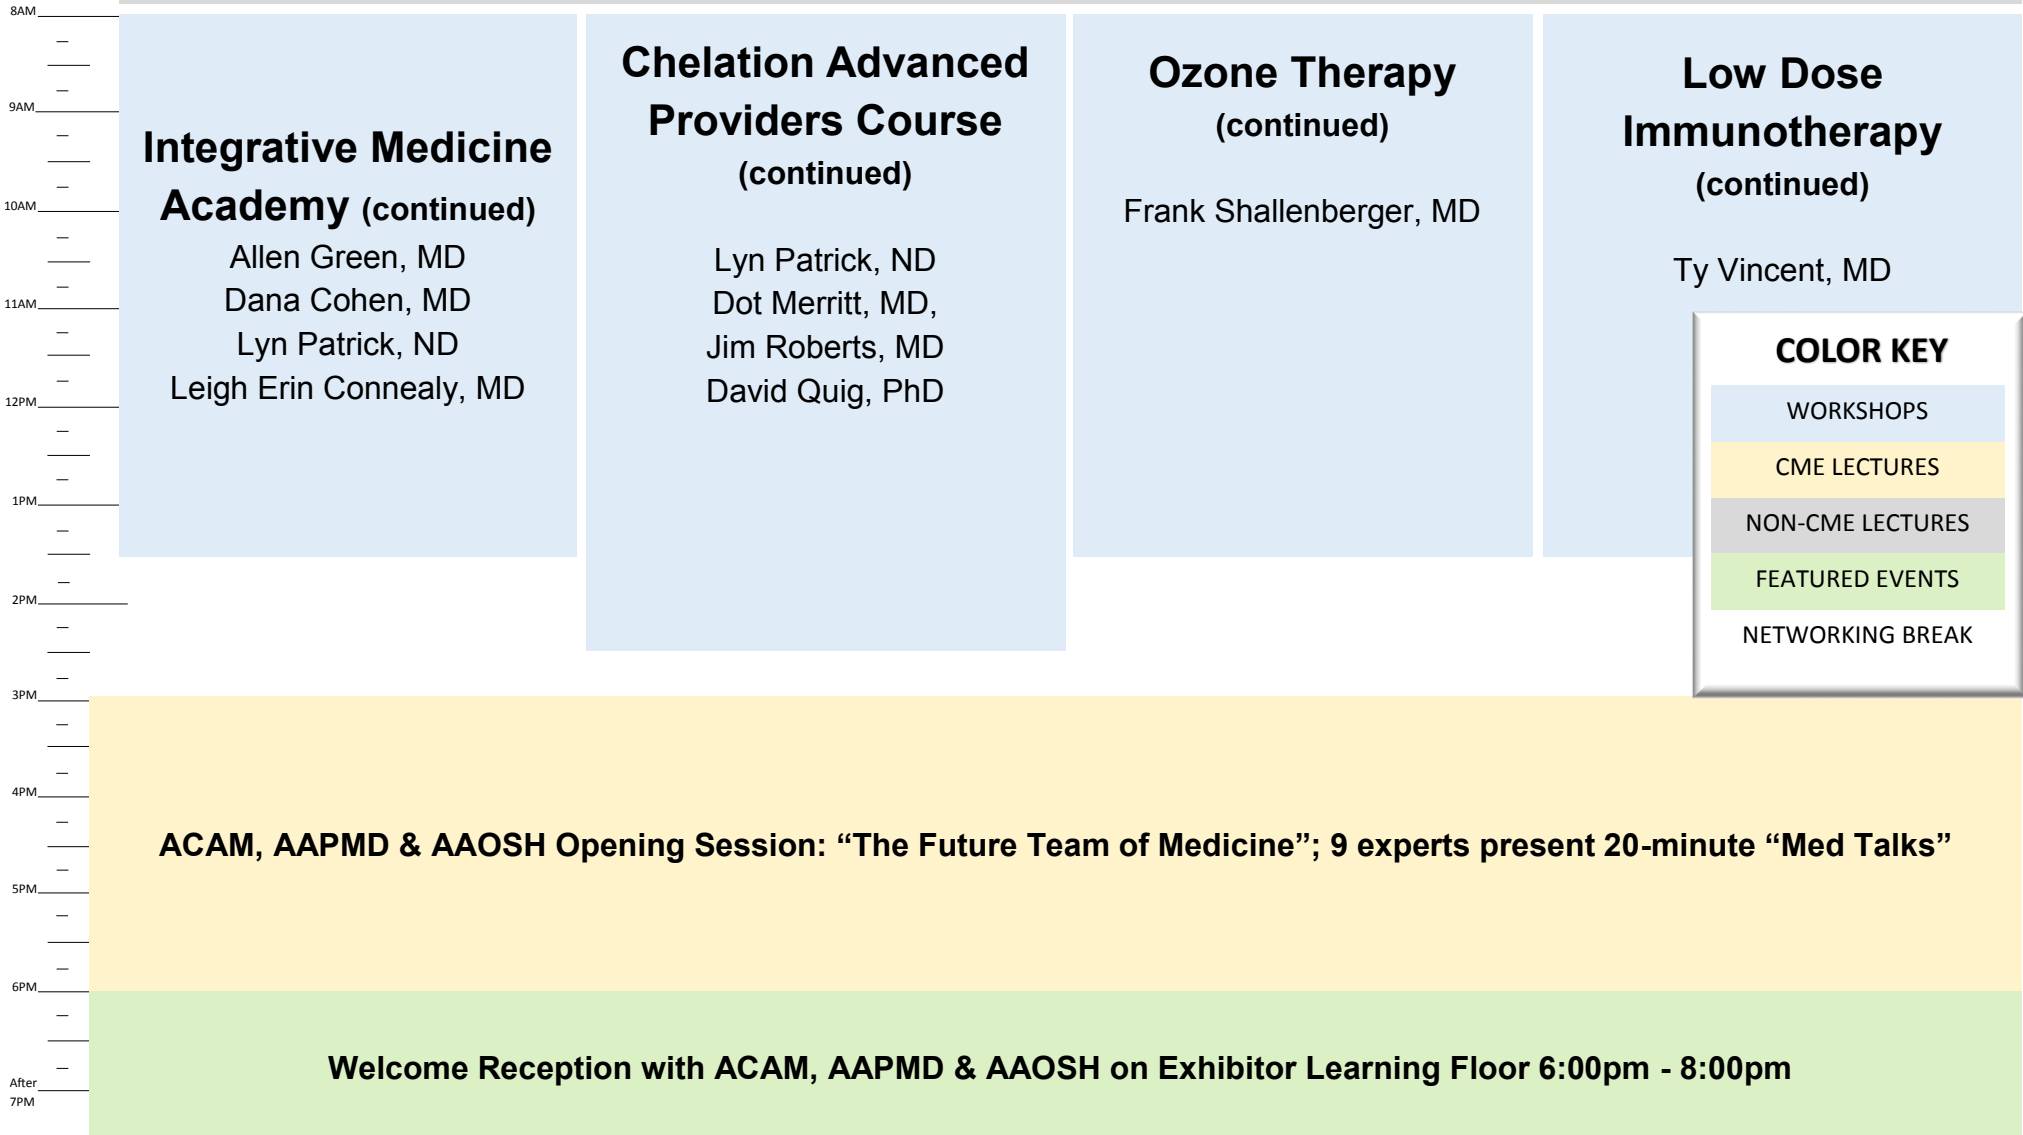 8AM
9AM
10AM
11AM
12PM
1PM
2PM
3PM
4PM
5PM
6PM
After
7PM
Integrative Medicine
Academy (continued)
Allen Green, MD
Dana Cohen, MD
Lyn Patrick, ND
Leigh Erin Connealy, MD
Chelation Advanced
Providers Course
(continued)
Lyn Patrick, ND
Dot Merritt, MD,
Jim Roberts, MD
David Quig, PhD
Ozone Therapy
(continued)
Frank Shallenberger, MD
Low Dose
Immunotherapy
(continued)
Ty Vincent, MD
COLOR KEY
WORKSHOPS
CME LECTURES
NON-CME LECTURES
FEATURED EVENTS
NETWORKING BREAK
ACAM, AAPMD & AAOSH Opening Session: “The Future Team of Medicine”; 9 experts present 20-minute “Med Talks”
Welcome Reception with ACAM, AAPMD & AAOSH on Exhibitor Learning Floor 6:00pm - 8:00pm